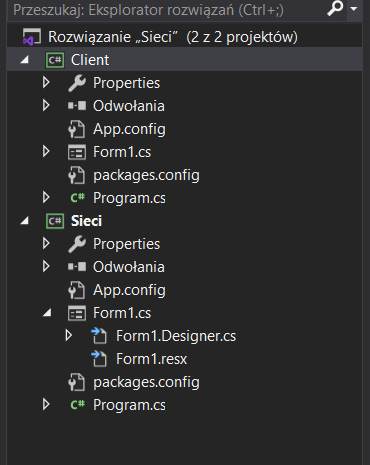 Przeszukaj: Eksplorator rozwiązań (Ctrl+;)
Rozwiązanie „Sieci” (2 z 2 projektów)
C# Client
Properties
Odwołania
App.config
Form1.cs
packages.config
C# Program.cs
C# Sieci
Properties
Odwołania
App.config
Form1.cs
Form1.Designer.cs
Form1.resx
packages.config
C# Program.cs